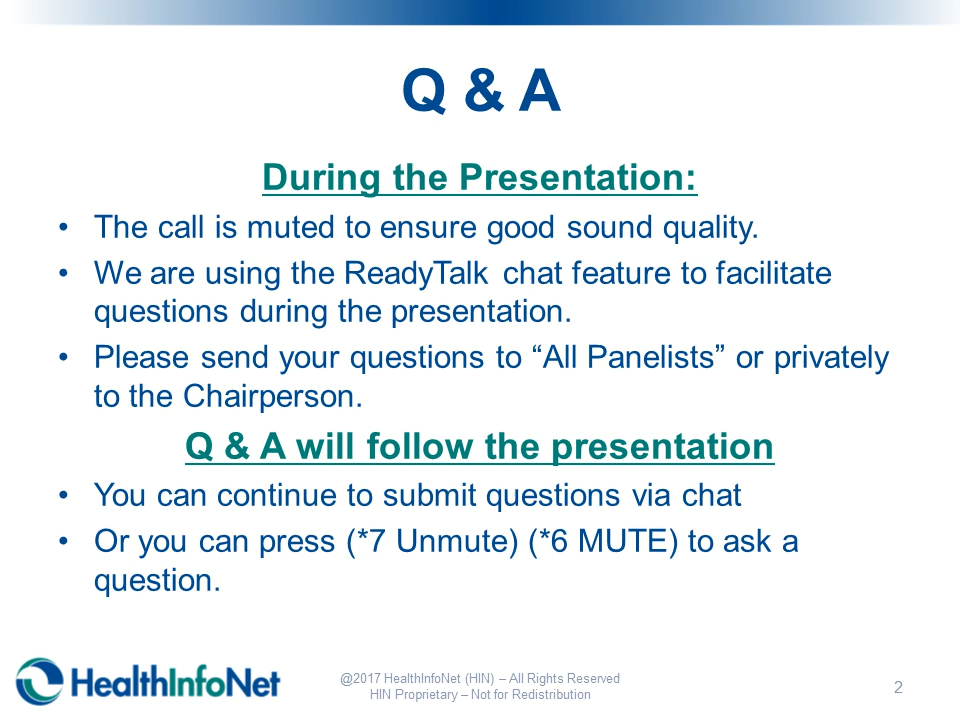 Q & A
During the Presentation:
• The call is muted to ensure good sound quality.
• We are using the ReadyTalk chat feature to facilitate
questions during the presentation.
• Please send your questions to “All Panelists” or privately
to the Chairperson.
Q & A will follow the presentation
• You can continue to submit questions via chat
• Or you can press (*7 Unmute) (*6 MUTE) to ask a
question.
HealthInfoNet
@2017 HealthInfoNet (HIN) – All Rights Reserved
HIN Proprietary – Not for Redistribution
2